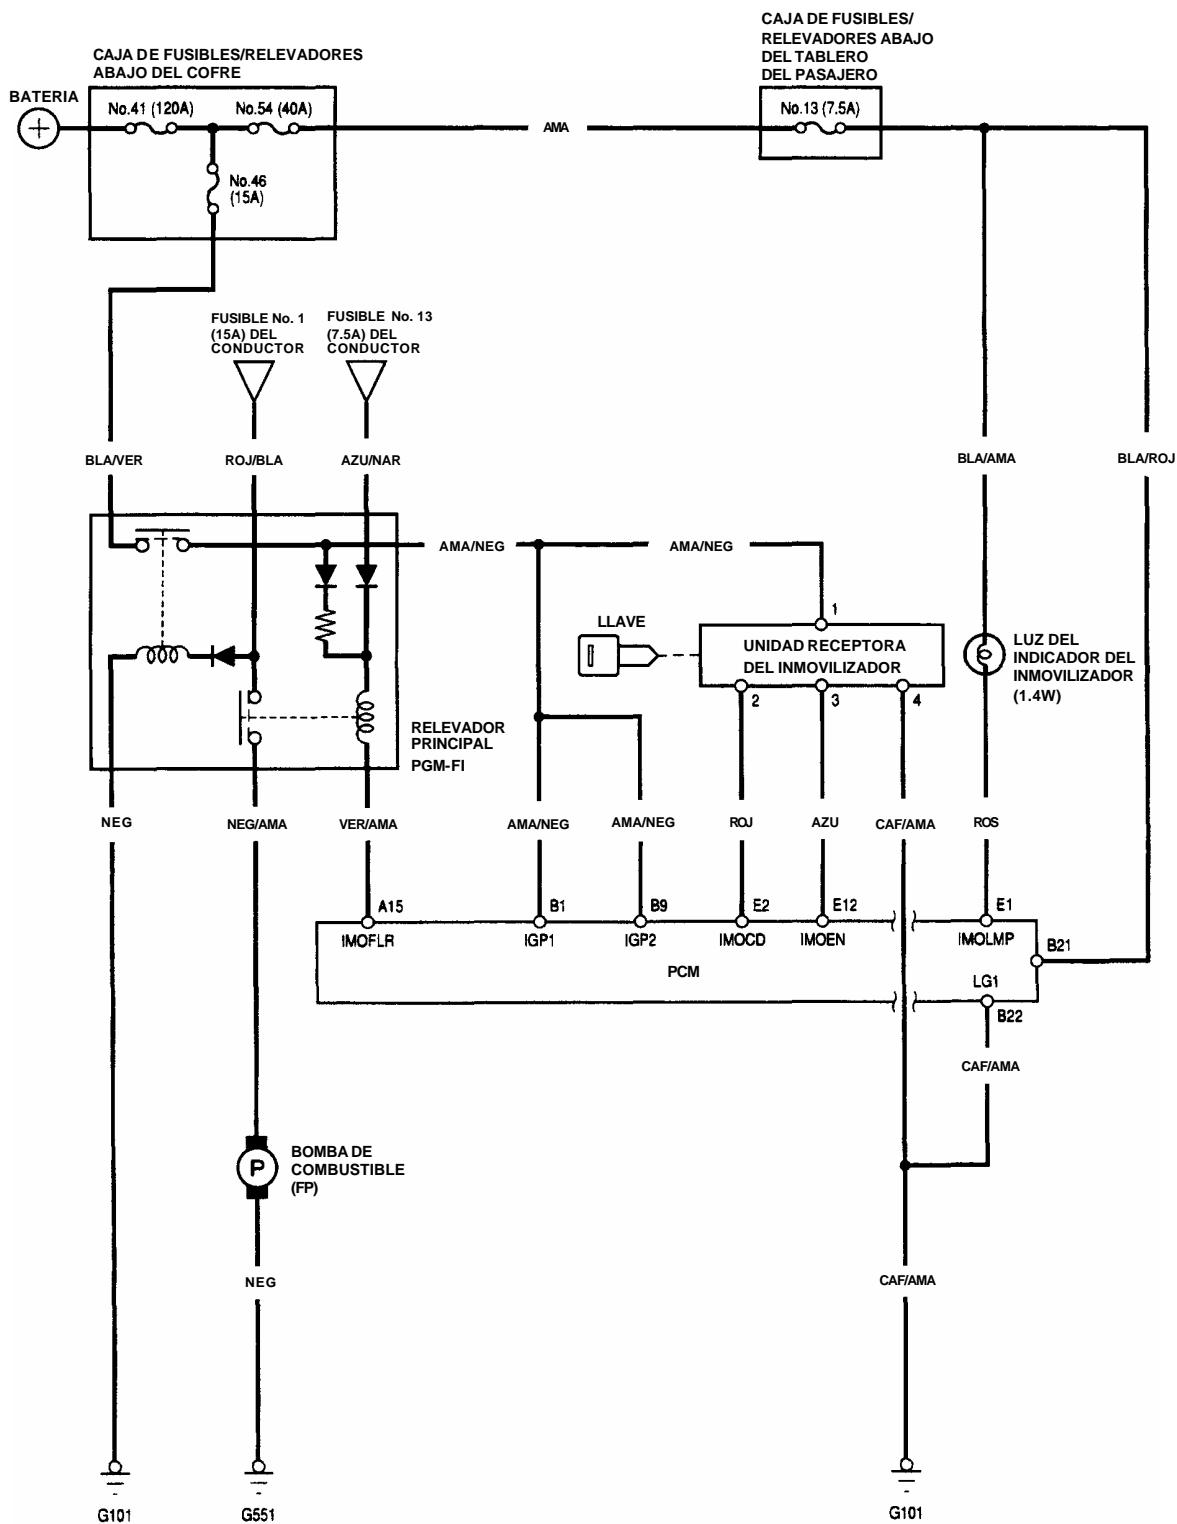 CAJA DE FUSIBLES/
RELEVADORES ABAJO
DEL TABLERO
DEL PASAJERO
CAJA DE FUSIBLES/RELEVADORES
ABAJO DEL COFRE
BATERIA
No.41 (120A)
No.54 (40A)
No.13 (7.5A)
AMA
No.46
(15A)
FUSIBLE No. 1
(15A) DEL
CONDUCTOR
FUSIBLE No. 13
(7.5A) DEL
CONDUCTOR
BLA/VER
ROJ/BLA
AZU/NAR
BLA/AMA
BLA/ROJ
AMA/NEG
AMA/NEG
LLAVE
1
UNIDAD RECEPTORA
DEL INMOVILIZADOR
2
3
4
LUZ DEL
INDICADOR DEL
INMOVILIZADOR
(1.4W)
RELEVADOR
PRINCIPAL
PGM-FI
NEG
NEG/AMA
VER/AMA
AMA/NEG
AMA/NEG
ROJ
AZU
CAF/AMA
ROS
A15
B1
B9
E2
E12
E1
IMOFLR
IGP1
IGP2
IMOCD
IMOEN
IMOLMP
B21
PCM
LG1
B22
CAF/AMA
P
BOMBA DE
COMBUSTIBLE
(FP)
NEG
CAF/AMA
G101
G551
G101